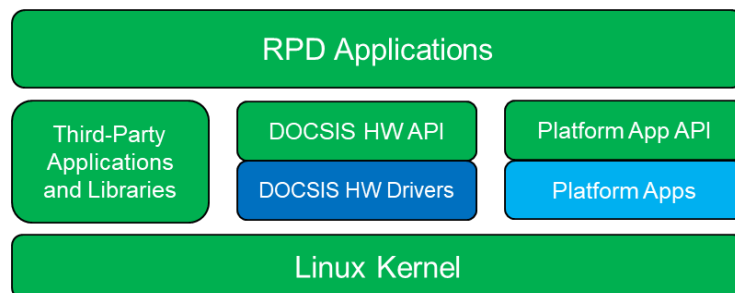 RPD Applications
Third-Party
Applications
and Libraries
DOCSIS HW API
DOCSIS HW Drivers
Platform App API
Platform Apps
Linux Kernel